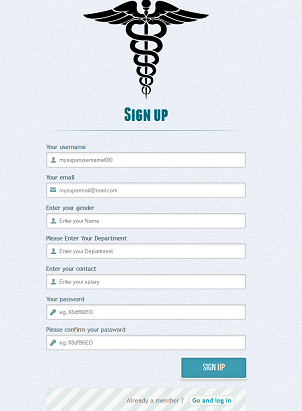 Sign up
Your username
mysuperusername690
Your email
mysupermail@mail.com
Enter your gender
Enter your Name
Please Enter Your Department
Enter your Department
Enter your contact
Enter your salary.
Your password
eg. X8df!90EO
Please confirm your password
eg. X8df!90EO
SIGN UP
Already a member ? Go and log in